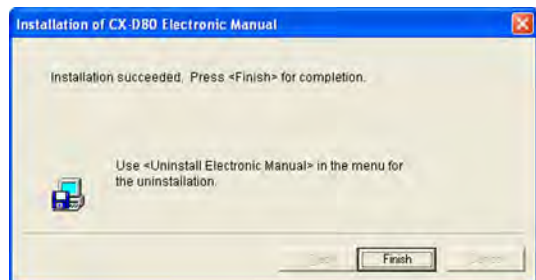 Installation of CX-D80 Electronic Manual
Installation succeeded. Press <Finish> for completion.
Use <Uninstall Electronic Manual> in the menu for
the uninstallation.
Finish